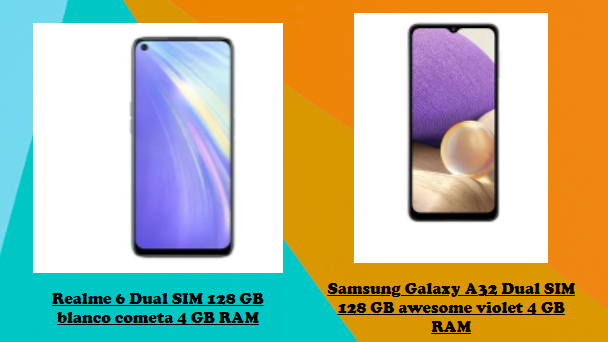 Realme 6 Dual SIM 128 GB
blanco cometa 4 GB RAM
Samsung Galaxy A32 Dual SIM
128 GB awesome violet 4 GB
RAM